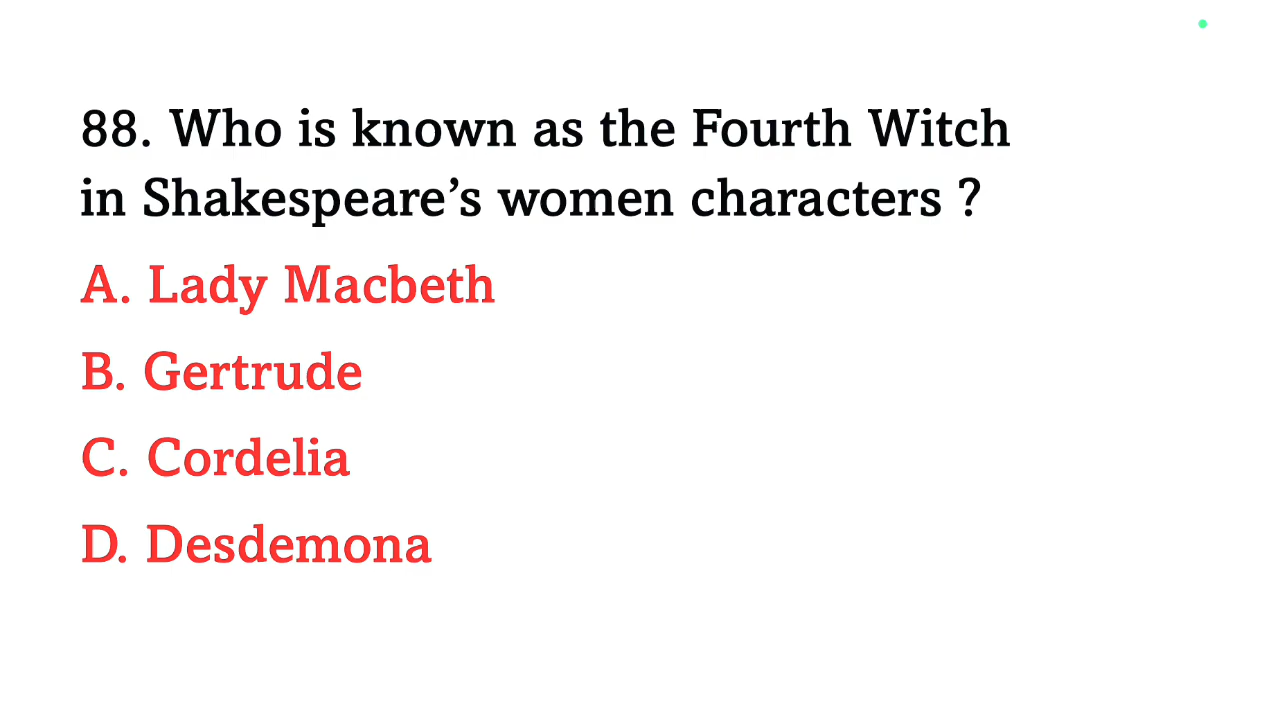 88. Who is known as the Fourth Witch
in Shakespeare’s women characters ?
A. Lady Macbeth
B. Gertrude
C. Cordelia
D. Desdemona